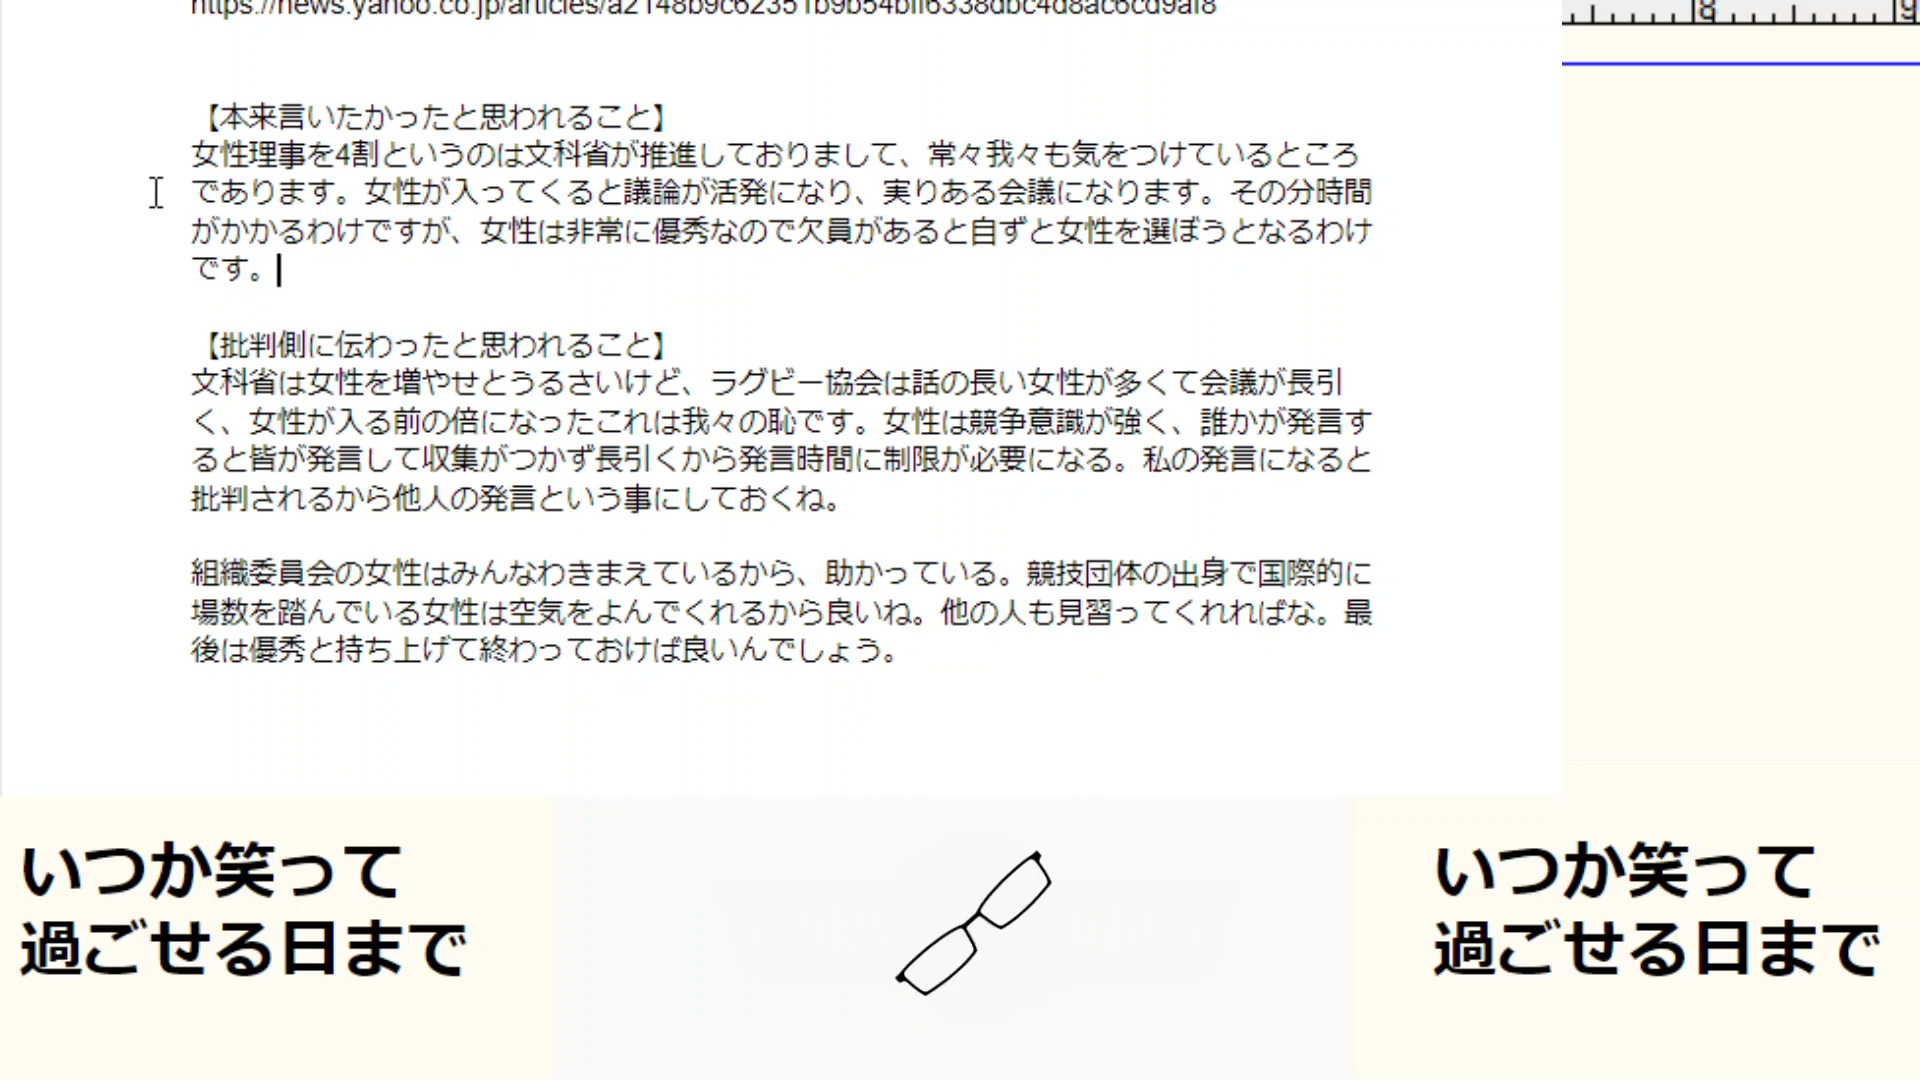 https://news.yahoo.co.jp/articles/a2148b9c62351b9b54bff6338dbc4d8ac6cd9af8
8
9
【本来言いたかったと思われること】
女性理事を4割というのは文科省が推進しておりまして、常々我々も気をつけているところ
であります。女性が入ってくると議論が活発になり、実りある会議になります。その分時間
がかかるわけですが、女性は非常に優秀なので欠員があると自ずと女性を選ぼうとなるわけ
です。
【批判側に伝わったと思われること】
文科省は女性を増やせとうるさいけど、ラグビー協会は話の長い女性が多くて会議が長引
く、女性が入る前の倍になったこれは我々の恥です。女性は競争意識が強く、誰かが発言す
ると皆が発言して収集がつかず長引くから発言時間に制限が必要になる。私の発言になると
批判されるから他人の発言という事にしておくね。
組織委員会の女性はみんなわきまえているから、助かっている。競技団体の出身で国際的に
場数を踏んでいる女性は空気をよんでくれるから良いね。他の人も見習ってくれればな。最
後は優秀と持ち上げて終わっておけば良いんでしょう。
いつか笑って
過ごせる日まで
いつか笑って
過ごせる日まで